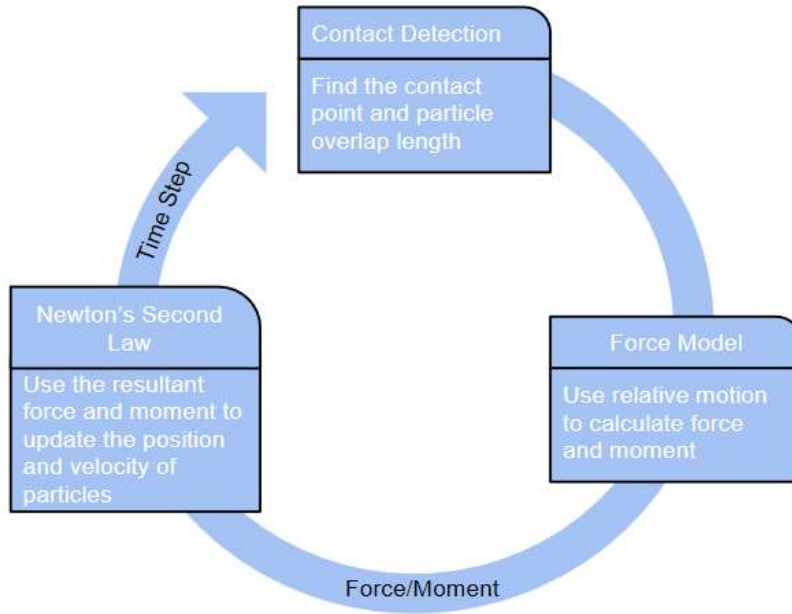 Contact Detection
Find the contact
point and particle
overlap length
Time Step
Newton's Second
Law
Use the resultant
force and moment to
update the position
and velocity of
particles
Force Model
Use relative motion
to calculate force
and moment
Force/Moment